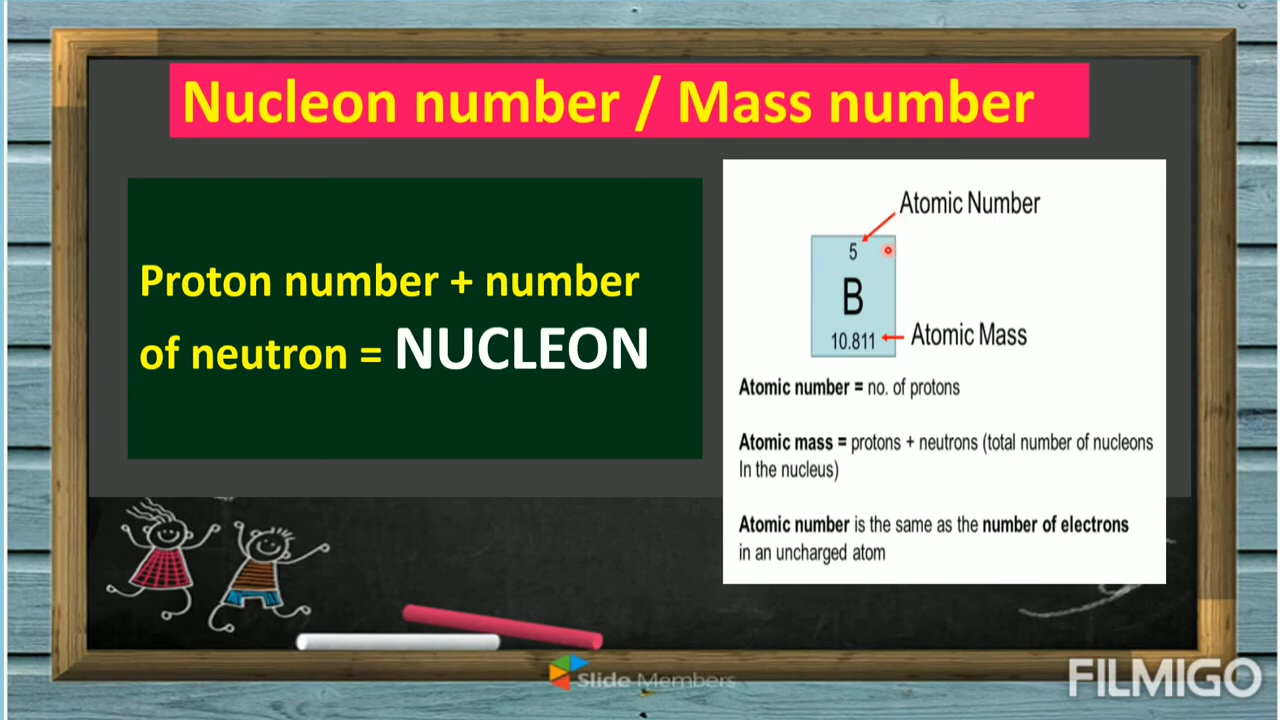 Nucleon number / Mass number
Proton number + number
of neutron = NUCLEON
Atomic Number
5
B
10.811
Atomic Mass
Atomic number = no. of protons
Atomic mass = protons + neutrons (total number of nucleons
In the nucleus)
Atomic number is the same as the number of electrons
in an uncharged atom
Slide Members
FILMIGO